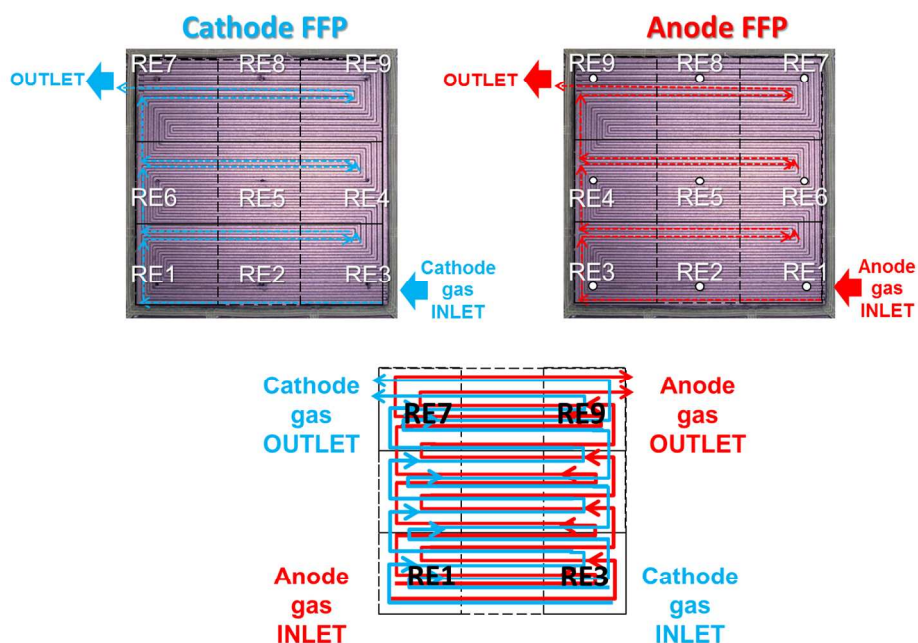 Cathode FFP
Anode FFP
RE7 RE8 RE9
OUTLET
RE6 RE5 RE4
RE1 RE2 RE3
Cathode
gas
INLET
RE9 RE8 RE7
OUTLET
RE4 RE5 RE6
RE3 RE2 RE1
Anode
gas
INLET
Cathode
gas
OUTLET
RE7 RE9
Anode
gas
OUTLET
RE1 RE3
Anode
gas
INLET
Cathode
gas
INLET